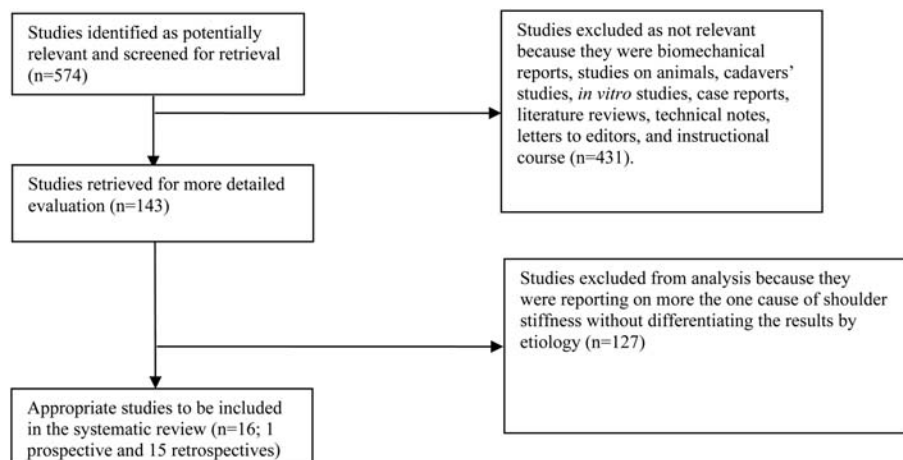 Studies identified as potentially
relevant and screened for retrieval
(n=574)
Studies excluded as not relevant
because they were biomechanical
reports, studies on animals, cadavers’
studies, in vitro studies, case reports,
literature reviews, technical notes,
letters to editors, and instructional
course (n=431).
Studies retrieved for more detailed
evaluation (n=143)
Studies excluded from analysis because they
were reporting on more the one cause of shoulder
stiffness without differentiating the results by
etiology (n=127)
Appropriate studies to be included
in the systematic review (n=16; 1
prospective and 15 retrospectives)